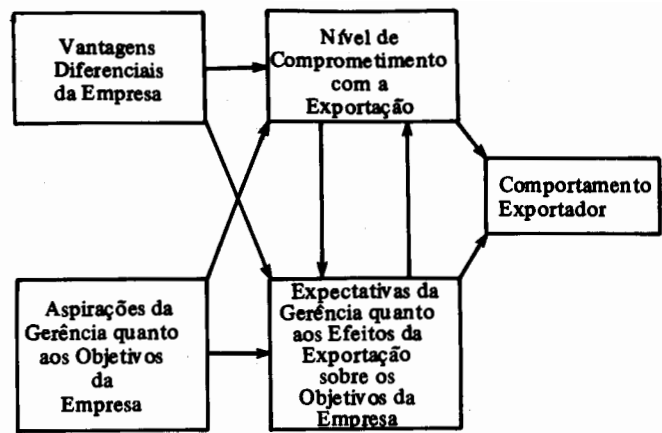 Vantagens
Diferenciais
da Empresa
Nível de
Comprometimento
com a
Exportação
Comportamento
Exportador
Aspirações da
Gerência quanto
aos Objetivos
da
Empresa
Expectativas da
Gerência quanto
aos Efeitos da
Exportação
sobre os
Objetivos da
Empresa